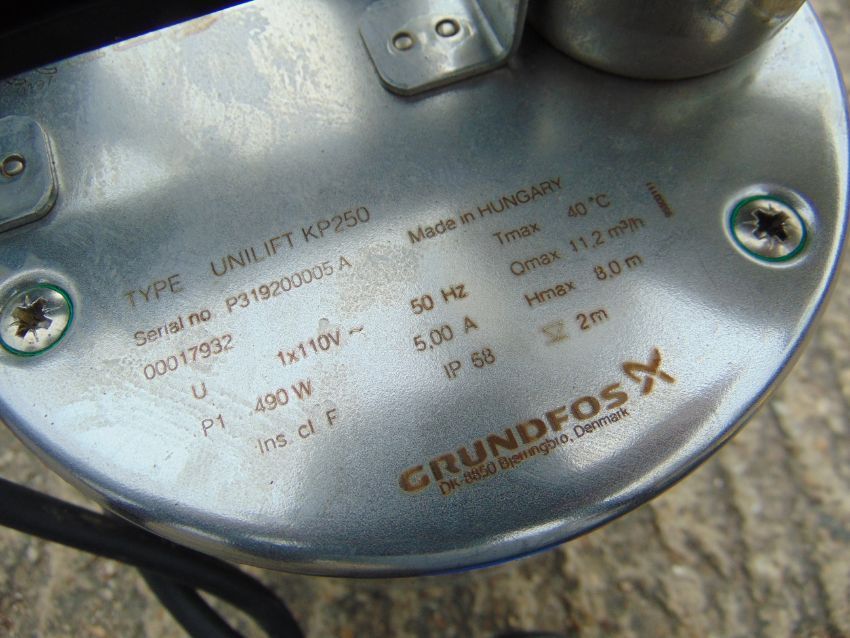 TYPE UNILIFT KP250
Serial no P319200005 A Made in HUNGARY
00017932 50 Hz Tmax 40 °C
U 1x110V ~ 5,00 A Qmax 11,2 m³/h
P1 490 W IP 68 Hmax 8,0 m
Ins. cl F 2m
GRUNDFOS
DK-8850 Bjerringbro, Denmark